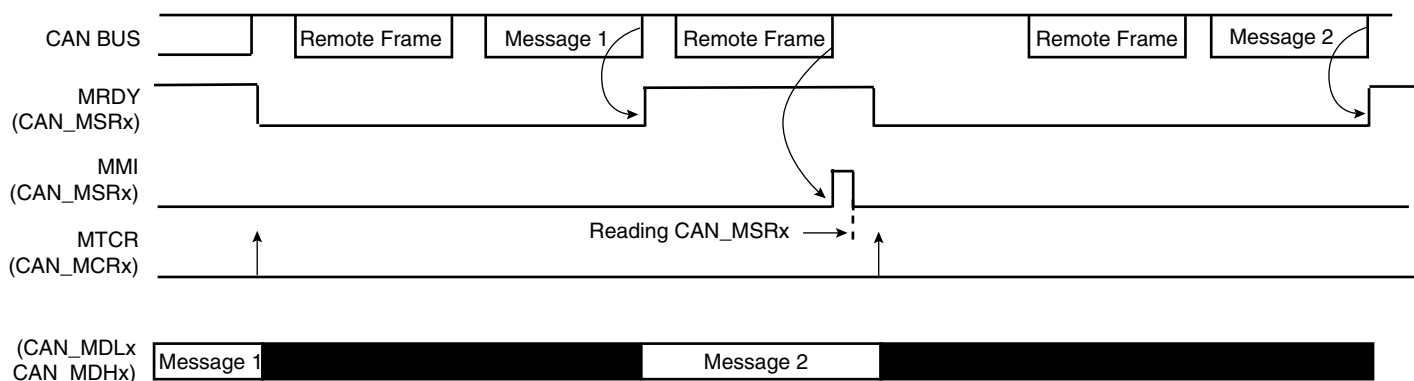 CAN BUS
Remote Frame
Message 1
Remote Frame
Remote Frame
Message 2
MRDY
(CAN_MSRx)
MMI
(CAN_MSRx)
Reading CAN_MSRx
MTCR
(CAN_MCRx)
(CAN_MDLx
CAN_MDHx)
Message 1
Message 2